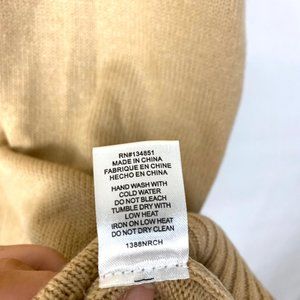 RN#134851
MADE IN CHINA
FABRIQUE EN CHINE
HECHO EN CHINA
HAND WASH WITH
COLD WATER
DO NOT BLEACH
TUMBLE DRY WITH
LOW HEAT
IRON ON LOW HEAT
DO NOT DRY CLEAN
1388NRCH